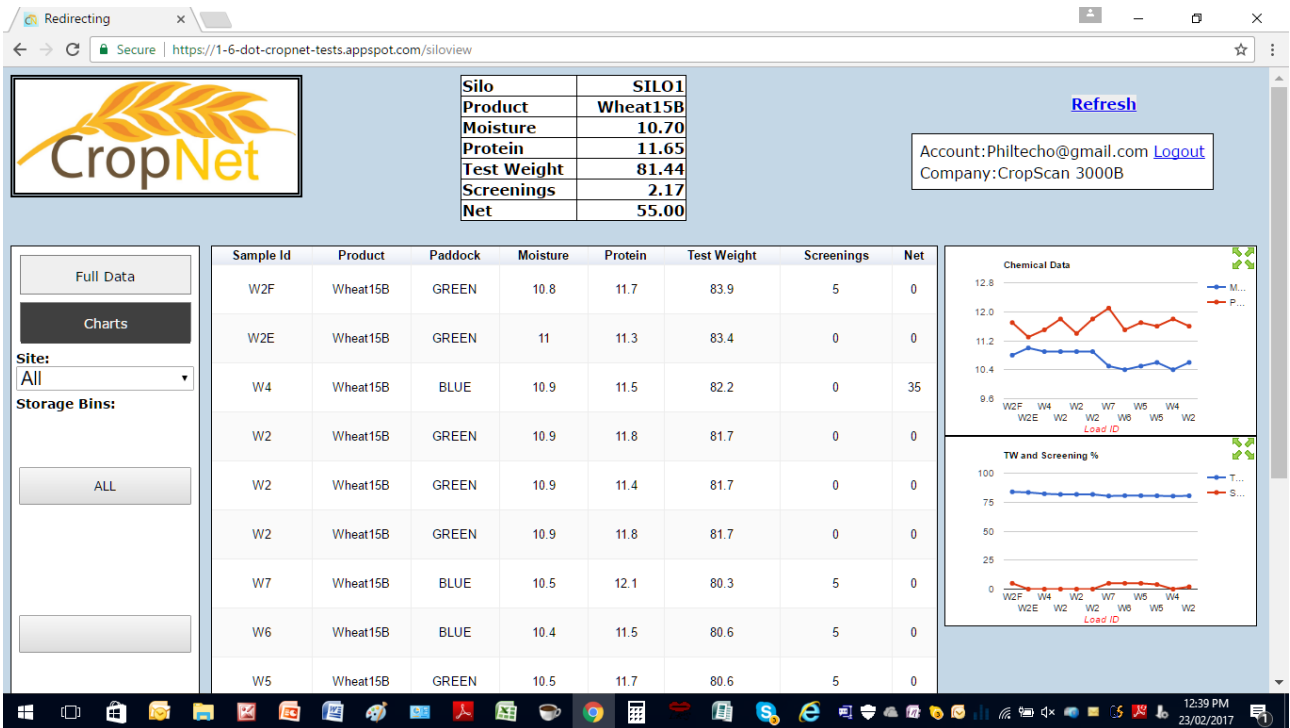 Redirecting
Secure | https://1-6-dot-cropnet-tests.appspot.com/siloview
CropNet
Silo SILO1
Product Wheat15B
Moisture 10.70
Protein 11.65
Test Weight 81.44
Screenings 2.17
Net 55.00
Refresh
Account:Philtecho@gmail.com Logout
Company:CropScan 3000B
Full Data
Charts
Site:
All
Storage Bins:
ALL
Sample Id Product Paddock Moisture Protein Test Weight Screenings Net
W2F Wheat15B GREEN 10.8 11.7 83.9 5 0
W2E Wheat15B GREEN 11 11.3 83.4 0 0
W4 Wheat15B BLUE 10.9 11.5 82.2 0 35
W2 Wheat15B GREEN 10.9 11.8 81.7 0 0
W2 Wheat15B GREEN 10.9 11.4 81.7 0 0
W2 Wheat15B GREEN 10.9 11.8 81.7 0 0
W7 Wheat15B BLUE 10.5 12.1 80.3 5 0
W6 Wheat15B BLUE 10.4 11.5 80.6 5 0
W5 Wheat15B GREEN 10.5 11.7 80.6 5 0
Chemical Data
12.8
12.0
11.2
10.4
9.6
M...
P...
W2F W4 W2 W7 W5 W4
W2E W2 W2 W6 W5 W2
Load ID
TW and Screening %
100
75
50
25
0
T...
S...
W2F W4 W2 W7 W5 W4
W2E W2 W2 W6 W5 W2
Load ID
12:39 PM
23/02/2017